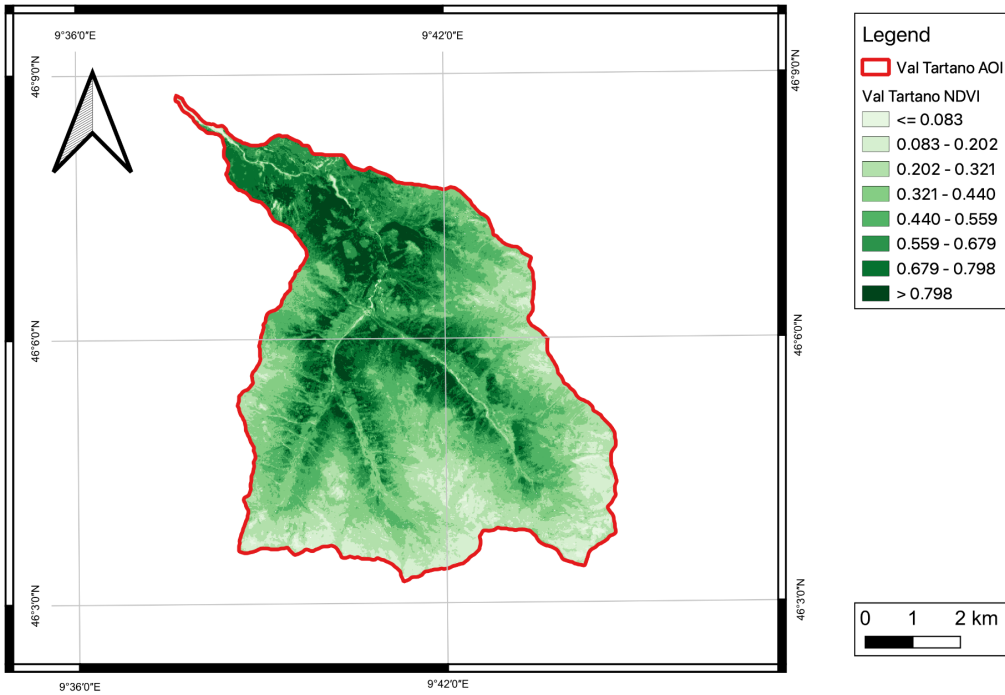 9°36'0"E
9°42'0"E
46°9'0"N
46°9'0"N
Legend
Val Tartano AOI
Val Tartano NDVI
<= 0.083
0.083 - 0.202
0.202 - 0.321
0.321 - 0.440
0.440 - 0.559
0.559 - 0.679
0.679 - 0.798
> 0.798
46°6'0"N
46°6'0"N
46°3'0"N
46°3'0"N
0 1 2 km
9°36'0"E
9°42'0"E